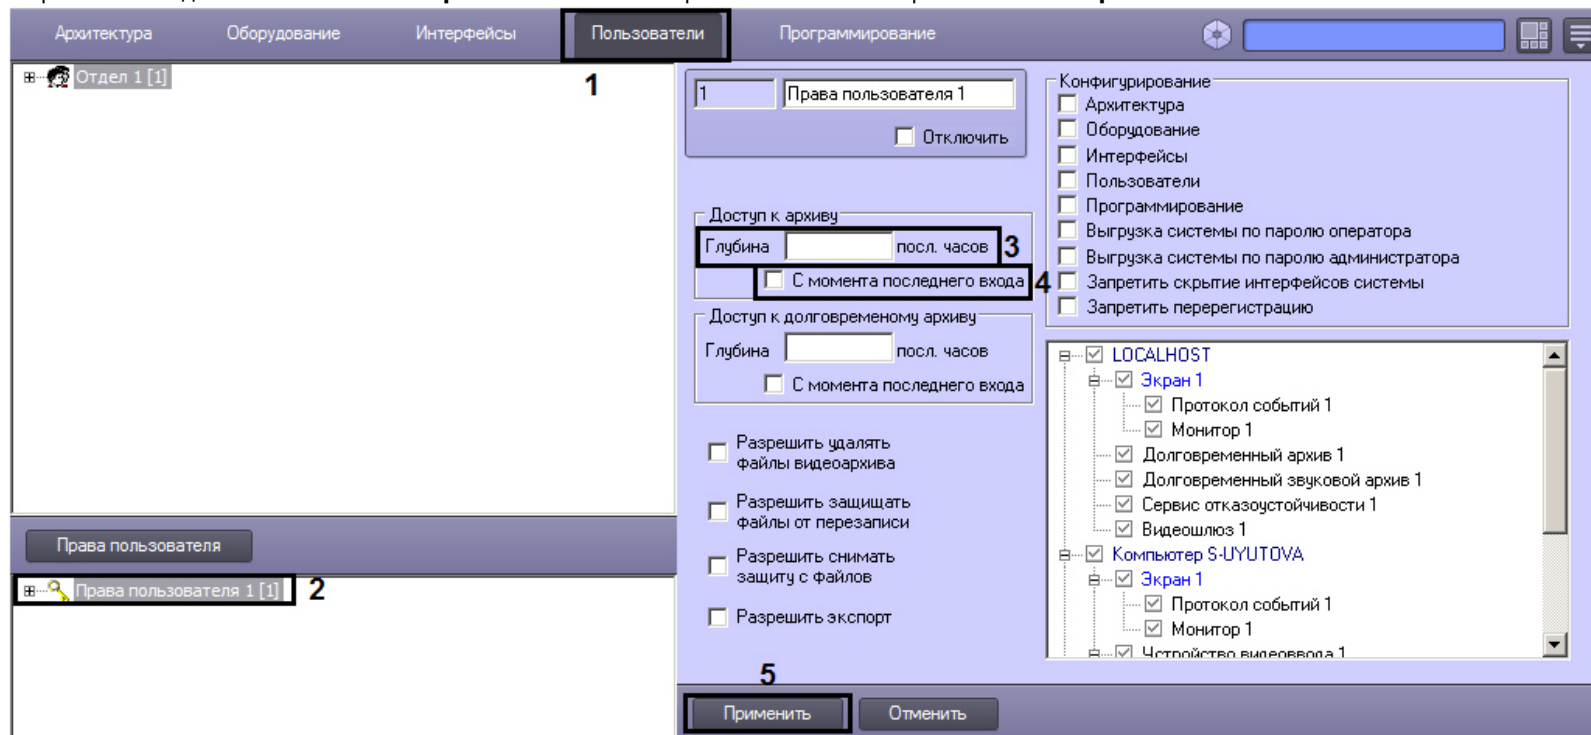 Архитектура
Оборудование
Интерфейсы
Пользователи
Программирование
1
Отдел 1 [1]
Права пользователя
Права пользователя 1 [1]
2
1
Права пользователя 1
Отключить
Доступ к архиву
Глубина посл. часов 3
С момента последнего входа 4
Доступ к долговременому архиву
Глубина посл. часов
С момента последнего входа
Разрешить удалять
файлы видеоархива
Разрешить защищать
файлы от перезаписи
Разрешить снимать
защиту с файлов
Разрешить экспорт
Конфигурирование
Архитектура
Оборудование
Интерфейсы
Пользователи
Программирование
Выгрузка системы по паролю оператора
Выгрузка системы по паролю администратора
Запретить скрытие интерфейсов системы
Запретить перерегистрацию
LOCALHOST
Экран 1
Протокол событий 1
Монитор 1
Долговременный архив 1
Долговременный звуковой архив 1
Сервис отказоустойчивости 1
Видеошлюз 1
Компьютер S-UYUTOVA
Экран 1
Протокол событий 1
Монитор 1
Устройство видеоввода 1
5
Применить
Отменить